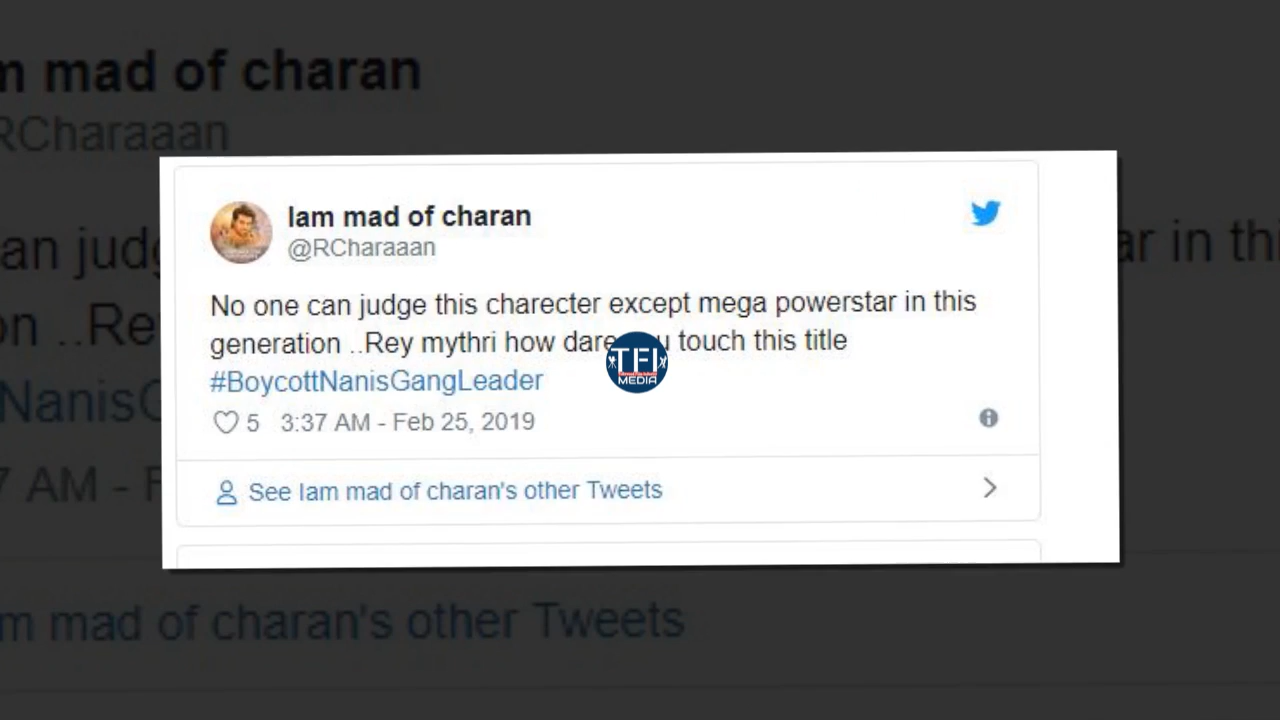 m mad of charan
RCharaaan
an judg
ar in th
on ..Re
NanisG
7 AM - F
m mad of charan's other Tweets
Iam mad of charan
@RCharaaan
No one can judge this charecter except mega powerstar in this
generation ..Rey mythri how dare u touch this title
#BoycottNanisGangLeader
5 3:37 AM - Feb 25, 2019
See Iam mad of charan's other Tweets
TFI
MEDIA